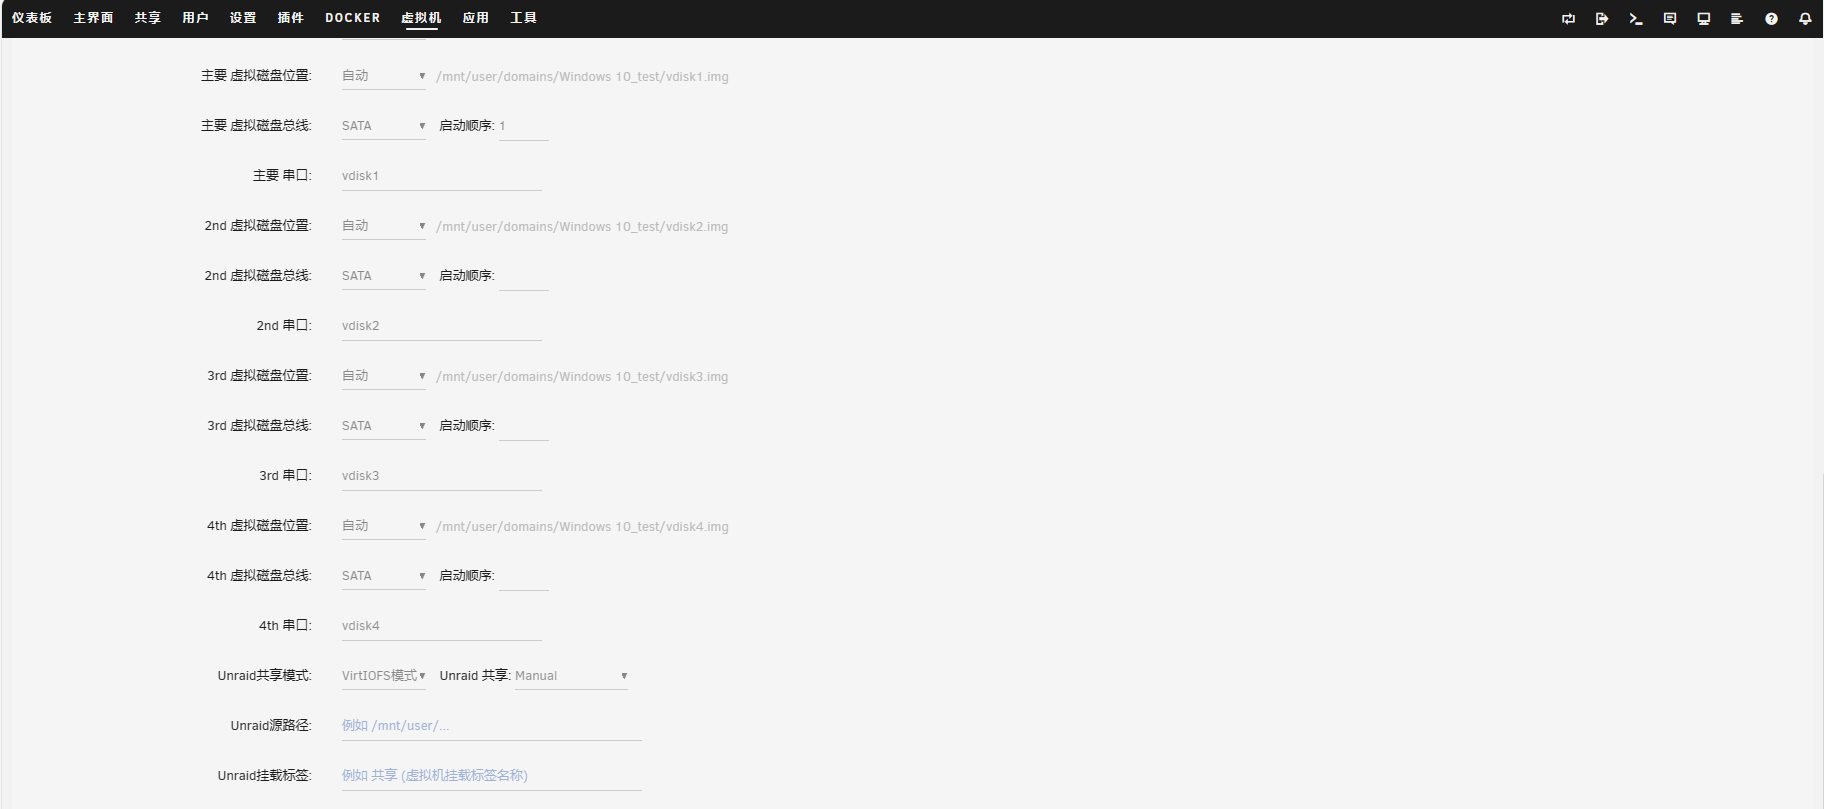 仪表板 主界面 共享 用户 设置 插件 DOCKER 虚拟机 应用 工具
主要 虚拟磁盘位置: 自动 /mnt/user/domains/Windows 10_test/vdisk1.img
主要 虚拟磁盘总线: SATA 启动顺序: 1
主要 串口: vdisk1
2nd 虚拟磁盘位置: 自动 /mnt/user/domains/Windows 10_test/vdisk2.img
2nd 虚拟磁盘总线: SATA 启动顺序:
2nd 串口: vdisk2
3rd 虚拟磁盘位置: 自动 /mnt/user/domains/Windows 10_test/vdisk3.img
3rd 虚拟磁盘总线: SATA 启动顺序:
3rd 串口: vdisk3
4th 虚拟磁盘位置: 自动 /mnt/user/domains/Windows 10_test/vdisk4.img
4th 虚拟磁盘总线: SATA 启动顺序:
4th 串口: vdisk4
Unraid共享模式: VirtIOFS模式 Unraid 共享: Manual
Unraid源路径: 例如 /mnt/user/...
Unraid挂载标签: 例如 共享 (虚拟机挂载标签名称)